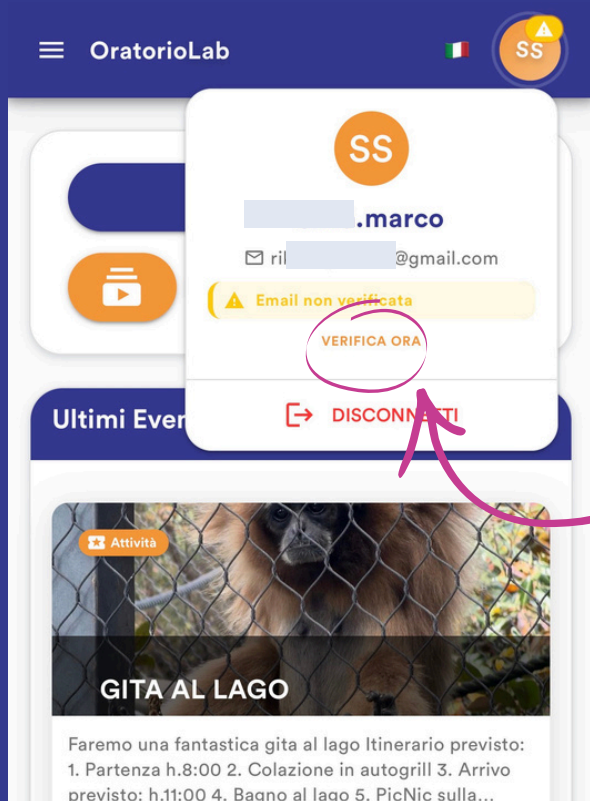 OratorioLab
SS
SS
.marco
@gmail.com
Email non verificata
VERIFICA ORA
DISCONNETTI
Ultimi Even
Attività
GITA AL LAGO
Faremo una fantastica gita al lago Itinerario previsto:
1. Partenza h.8:00 2. Colazione in autogrill 3. Arrivo
previsto: h.11:00 4. Bagno al lago 5. PicNic sulla...